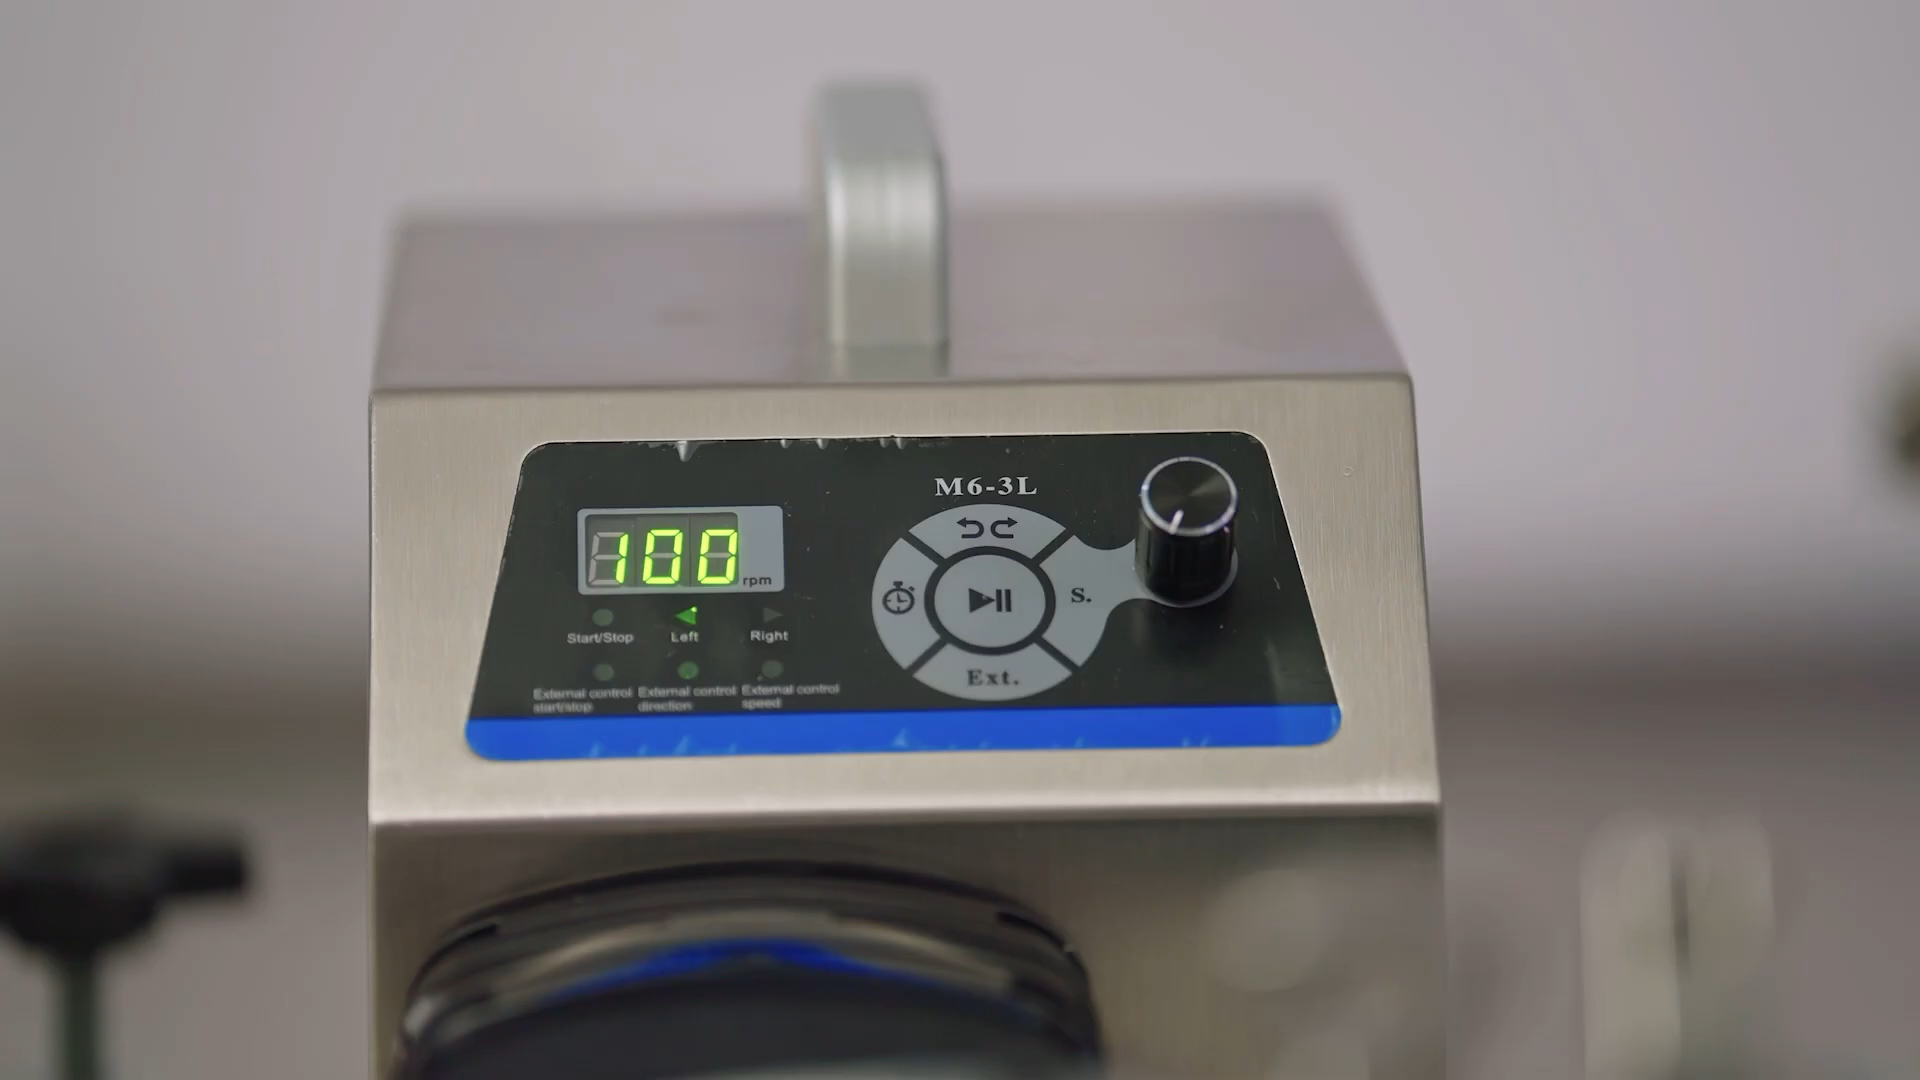 M6-3L
100 rpm
Start/Stop Left Right
S.
Ext.
External control start/stop
External control direction
External control speed